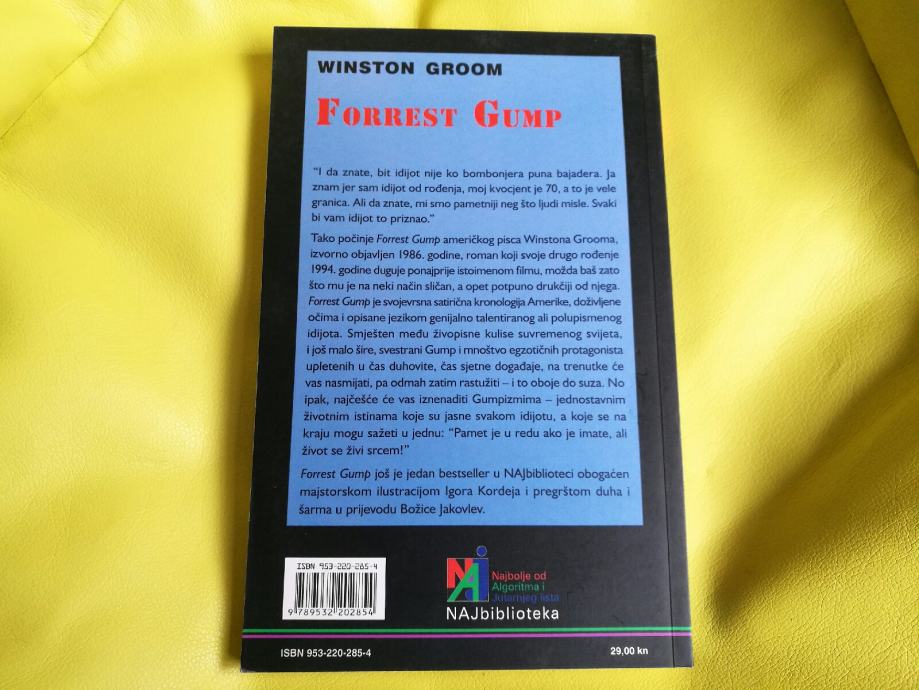 WINSTON GROOM
FORREST GUMP
"I da znate, bit idijot nije ko bombonjera puna bajadera. Ja
znam jer sam idijot od rođenja, moj kvocjent je 70, a to je vele
granica. Ali da znate, mi smo pametniji neg što ljudi misle. Svaki
bi vam idijot to priznao."
Tako počinje Forrest Gump američkog pisca Winstona Grooma,
izvorno objavljen 1986. godine, roman koji svoje drugo rođenje
1994. godine duguje ponajprije istoimenom filmu, možda baš zato
što mu je na neki način sličan, a opet potpuno drukčiji od njega.
Forrest Gump je svojevrsna satirična kronologija Amerike, doživljene
očima i opisane jezikom genijalno talentiranog ali polupismenog
idijota. Smješten među živopisne kulise suvremenog svijeta,
i još malo šire, svestrani Gump i mnoštvo egzotičnih protagonista
upletenih u čas duhovite, čas sjetne događaje, na trenutke će
vas nasmijati, pa odmah zatim rastužiti – i to oboje do suza. No
ipak, najčešće će vas iznenaditi Gumpizmima – jednostavnim
životnim istinama koje su jasne svakom idijotu, a koje se na
kraju mogu sažeti u jednu: "Pamet je u redu ako je imate, ali
život se živi srcem!"
Forrest Gump još je jedan bestseller u NAJbiblioteci obogaćen
majstorskom ilustracijom Igora Kordeja i pregrštom duha i
šarma u prijevodu Božice Jakovlev.
ISBN 953-220-285-4
9 789532 202854
NAJ
Najbolje od
Algoritma i
Jutarnjeg lista
NAJbiblioteka
ISBN 953-220-285-4
29,00 kn